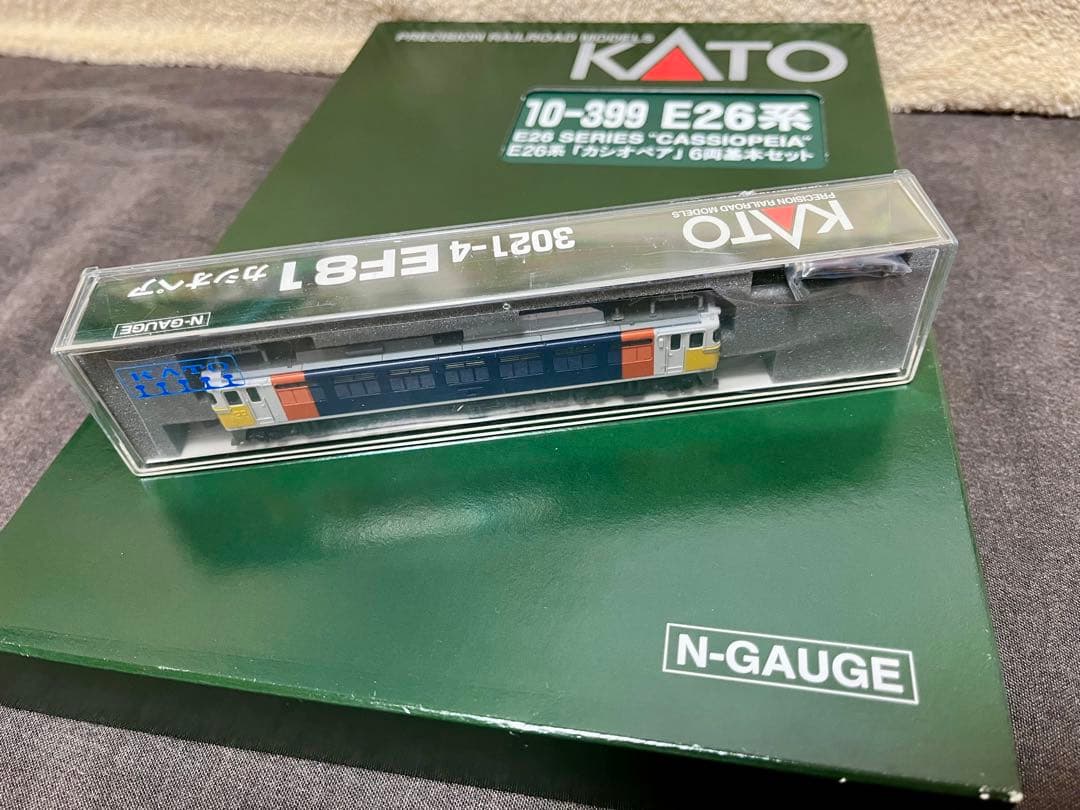 PRECISION RAILROAD MODELS
KATO
10-399 E26系
E26 SERIES "CASSIOPEIA"
E26系「カシオペア」6両基本セット
KATO
PRECISION RAILROAD MODELS
3021-4 EF81 カシオペア
N-GAUGE
KATO
N-GAUGE